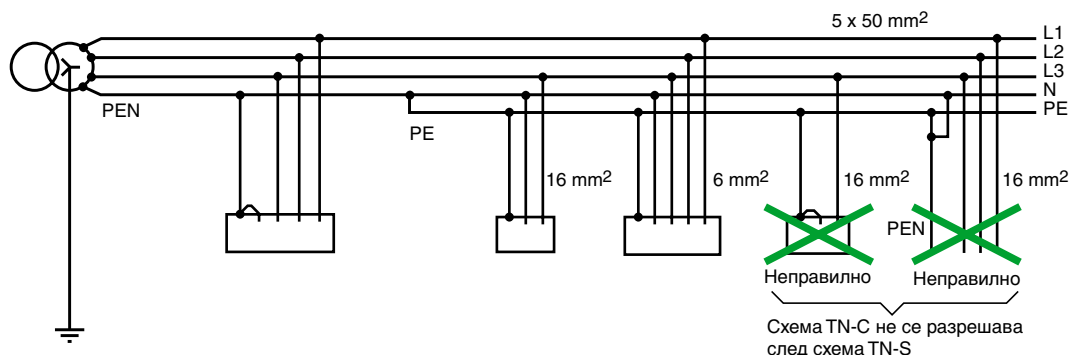 5 x 50 mm²
L1
L2
L3
N
PE
PEN
PE
16 mm²
6 mm²
16 mm²
16 mm²
PEN
Неправилно
Неправилно
Схема TN-C не се разрешава
след схема TN-S